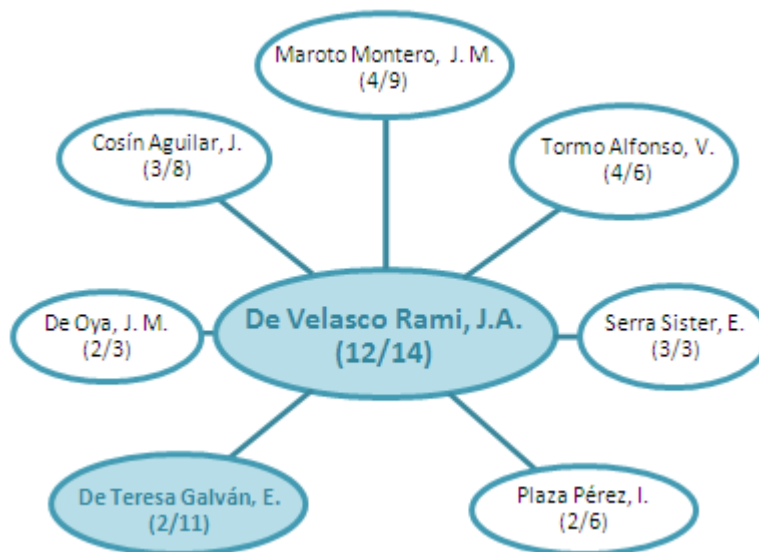 Maroto Montero, J. M.
(4/9)
Cosín Aguilar, J.
(3/8)
Tormo Alfonso, V.
(4/6)
De Velasco Rami, J.A.
(12/14)
De Oya, J. M.
(2/3)
Serra Sister, E.
(3/3)
De Teresa Galván, E.
(2/11)
Plaza Pérez, I.
(2/6)